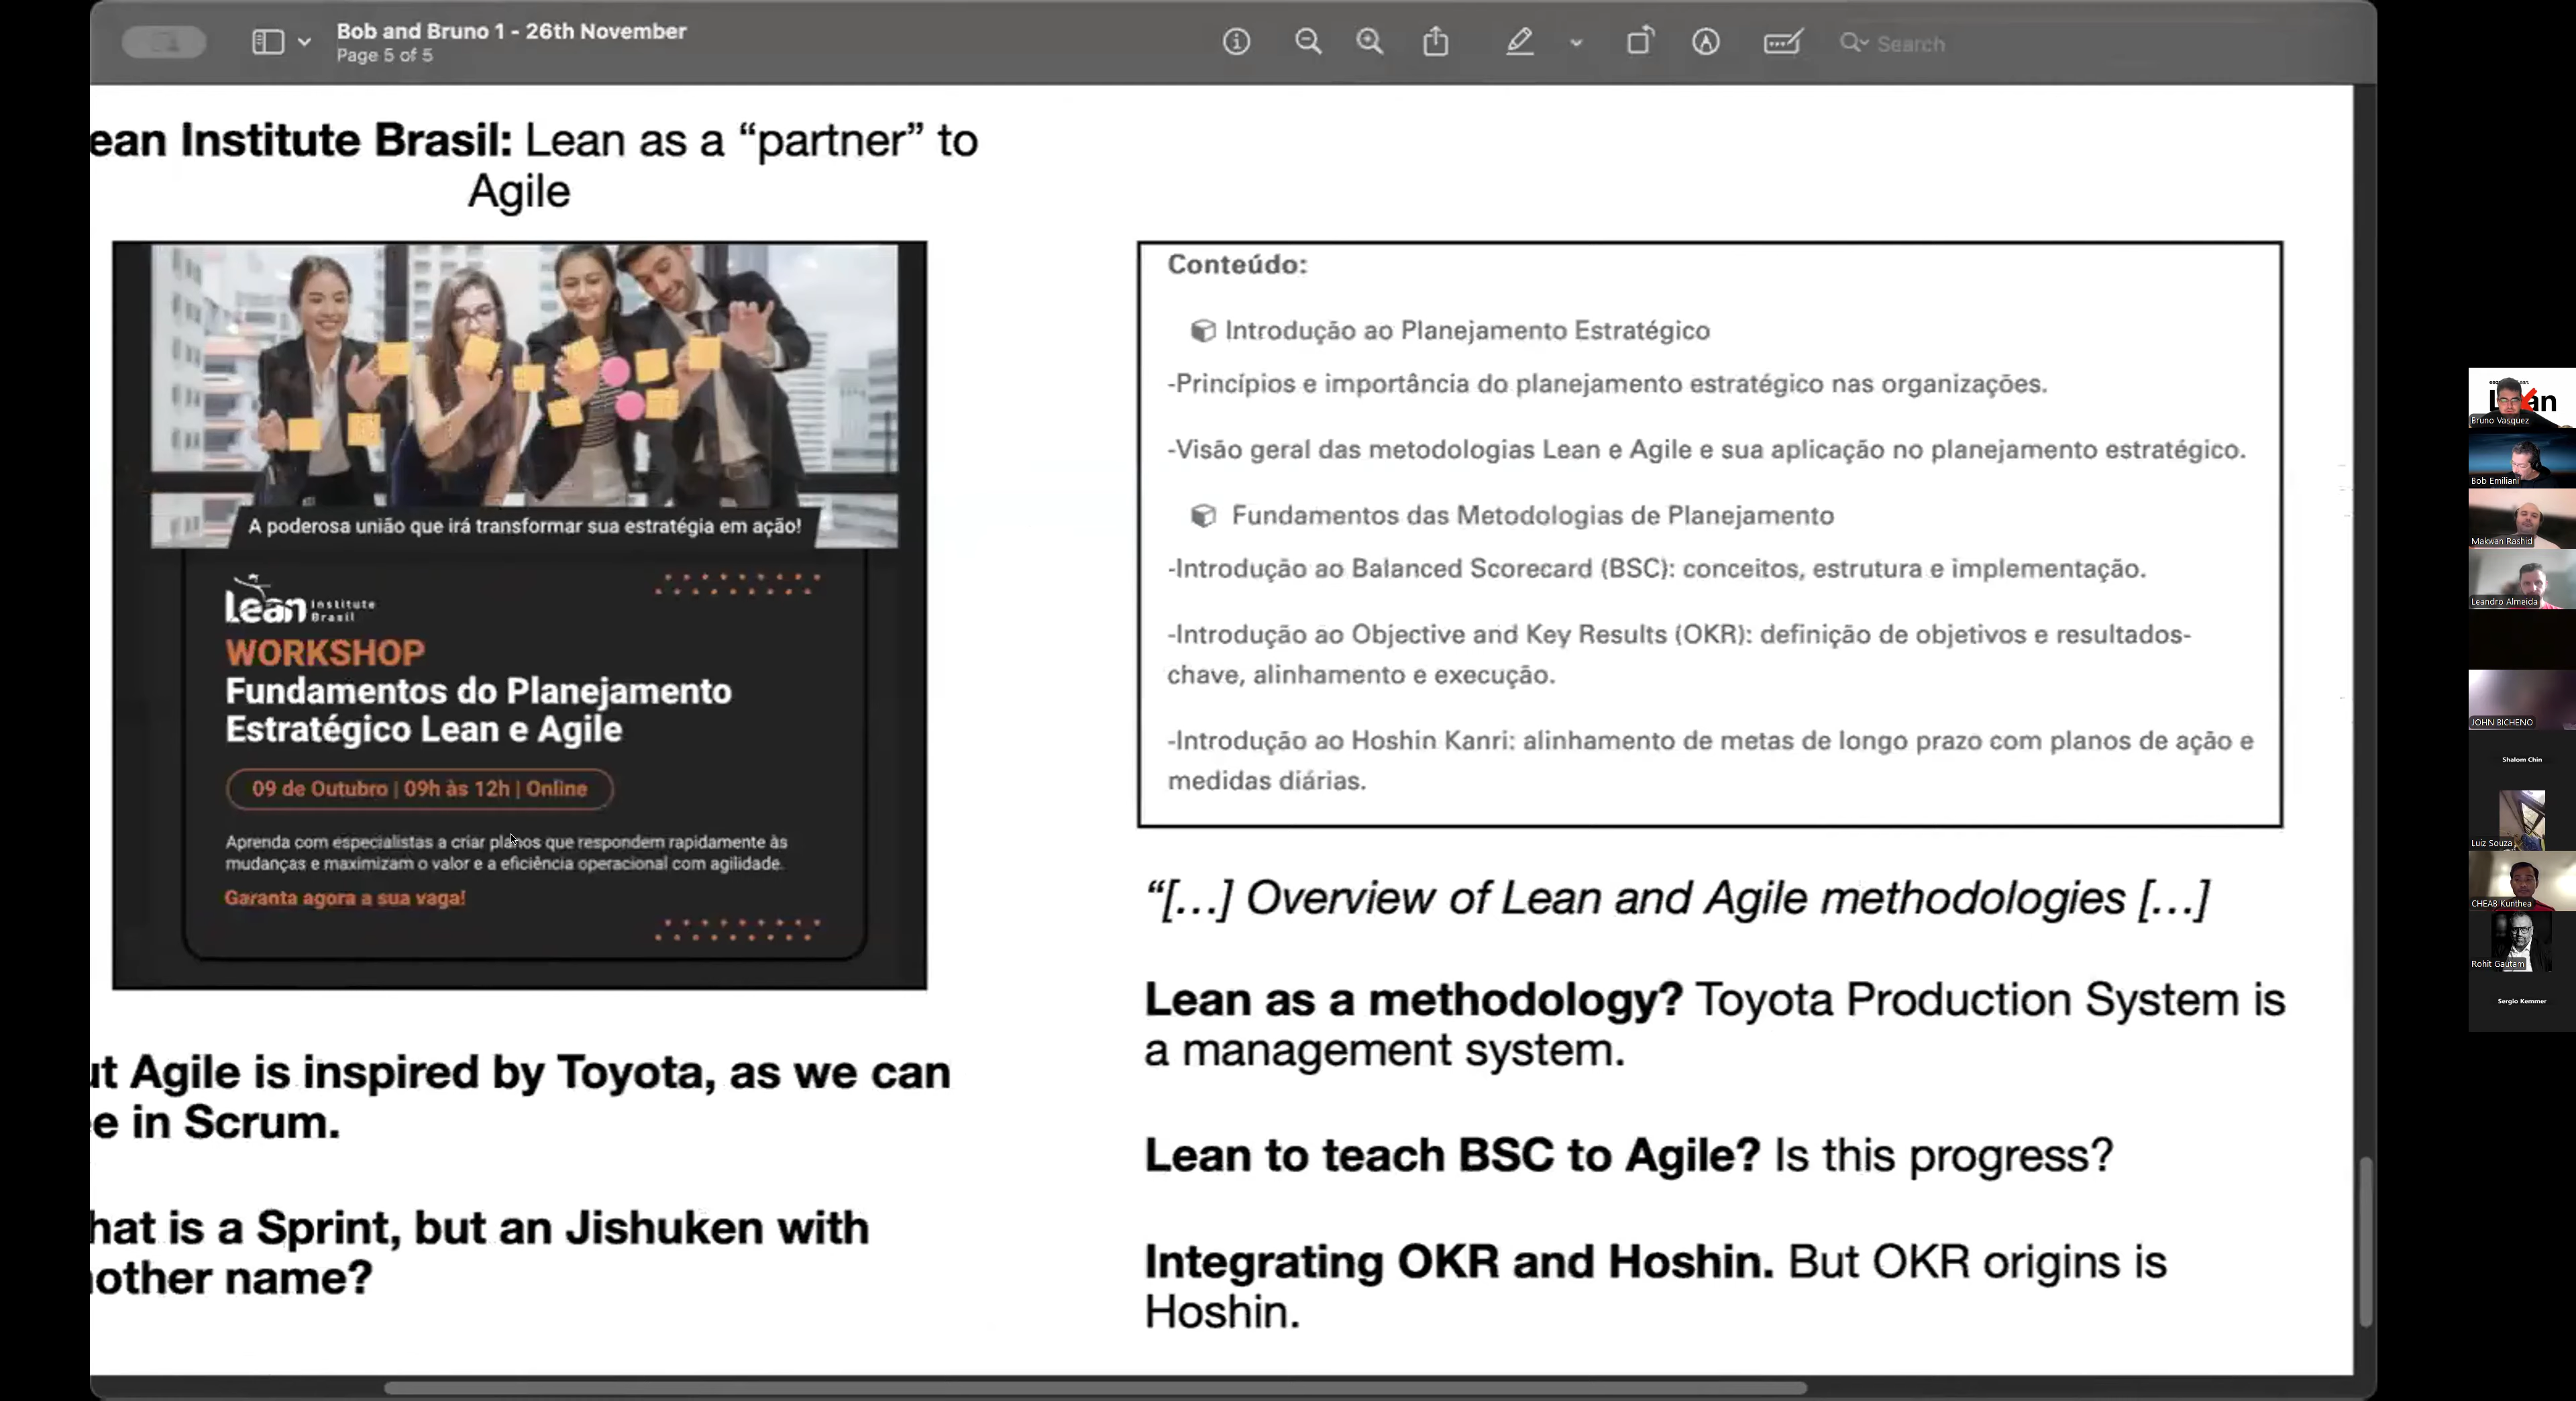 Bob and Bruno 1 - 26th November
Page 5 of 5
Search
ean Institute Brasil: Lean as a “partner” to
Agile
A poderosa união que irá transformar sua estratégia em ação!
Lean Institute
Brasil
WORKSHOP
Fundamentos do Planejamento
Estratégico Lean e Agile
09 de Outubro | 09h às 12h | Online
Aprenda com especialistas a criar planos que respondem rapidamente às
mudanças e maximizam o valor e a eficiência operacional com agilidade.
Garanta agora a sua vaga!
ut Agile is inspired by Toyota, as we can
e in Scrum.
hat is a Sprint, but an Jishuken with
other name?
Conteúdo:
Introdução ao Planejamento Estratégico
-Princípios e importância do planejamento estratégico nas organizações.
-Visão geral das metodologias Lean e Agile e sua aplicação no planejamento estratégico.
Fundamentos das Metodologias de Planejamento
-Introdução ao Balanced Scorecard (BSC): conceitos, estrutura e implementação.
-Introdução ao Objective and Key Results (OKR): definição de objetivos e resultados-
chave, alinhamento e execução.
-Introdução ao Hoshin Kanri: alinhamento de metas de longo prazo com planos de ação e
medidas diárias.
“[...] Overview of Lean and Agile methodologies [...]
Lean as a methodology? Toyota Production System is
a management system.
Lean to teach BSC to Agile? Is this progress?
Integrating OKR and Hoshin. But OKR origins is
Hoshin.
Bruno Vasquez
Bob Emiliani
Makwan Rashid
Leandro Almeida
JOHN BICHENO
Shalom Chin
Luiz Souza
CHEAB Kunthea
Rohit Gautam
Sergio Kemmer